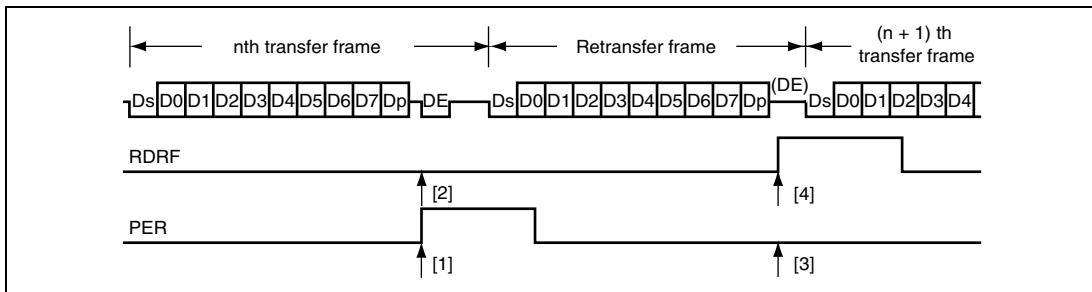 nth transfer frame Retransfer frame (n + 1) th
transfer frame
Ds D0 D1 D2 D3 D4 D5 D6 D7 Dp DE Ds D0 D1 D2 D3 D4 D5 D6 D7 Dp (DE) Ds D0 D1 D2 D3 D4
RDRF
[2] [4]
PER
[1] [3]